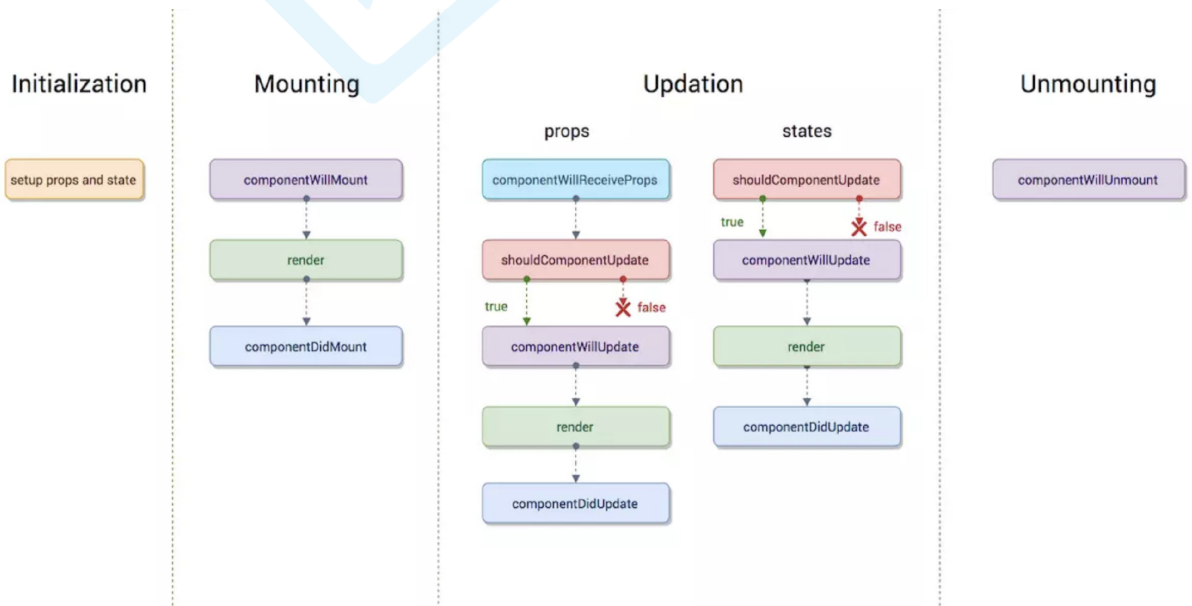 Initialization
setup props and state
Mounting
componentWillMount
render
componentDidMount
Updation
props
componentWillReceiveProps
shouldComponentUpdate
true
false
componentWillUpdate
render
componentDidUpdate
states
shouldComponentUpdate
true
false
componentWillUpdate
render
componentDidUpdate
Unmounting
componentWillUnmount